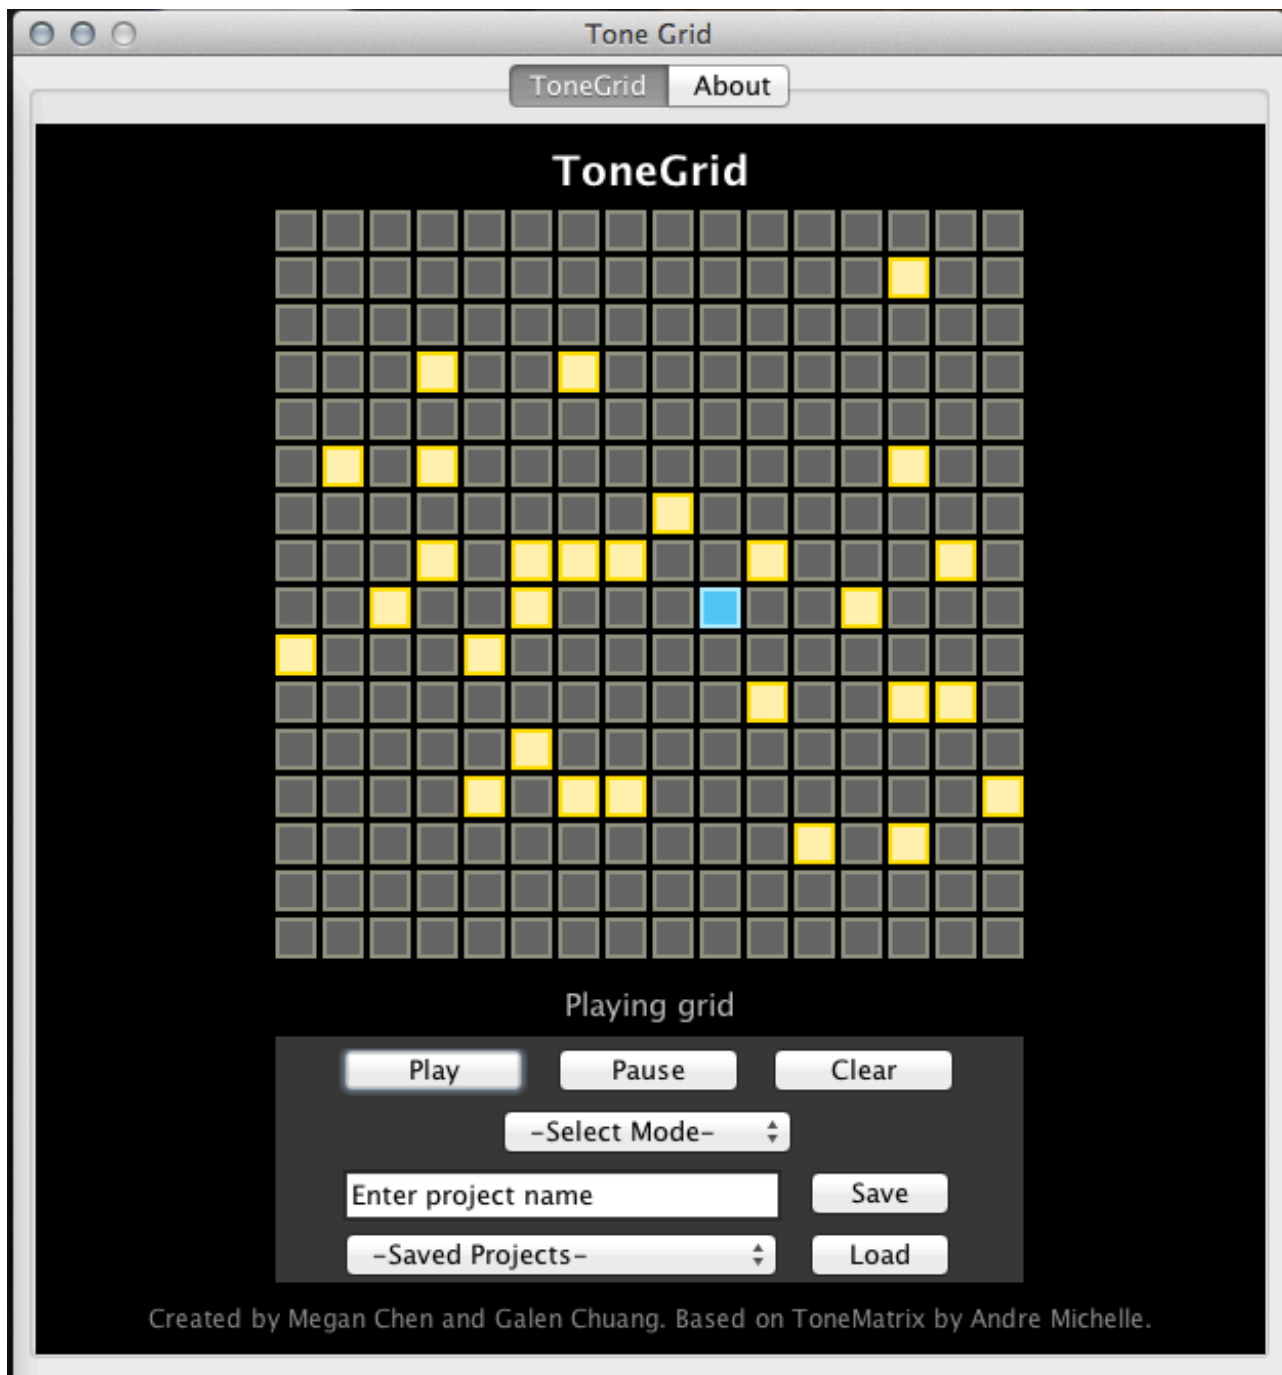 Tone Grid
ToneGrid About
ToneGrid
Playing grid
Play Pause Clear
-Select Mode-
Enter project name Save
-Saved Projects- Load
Created by Megan Chen and Galen Chuang. Based on ToneMatrix by Andre Michelle.